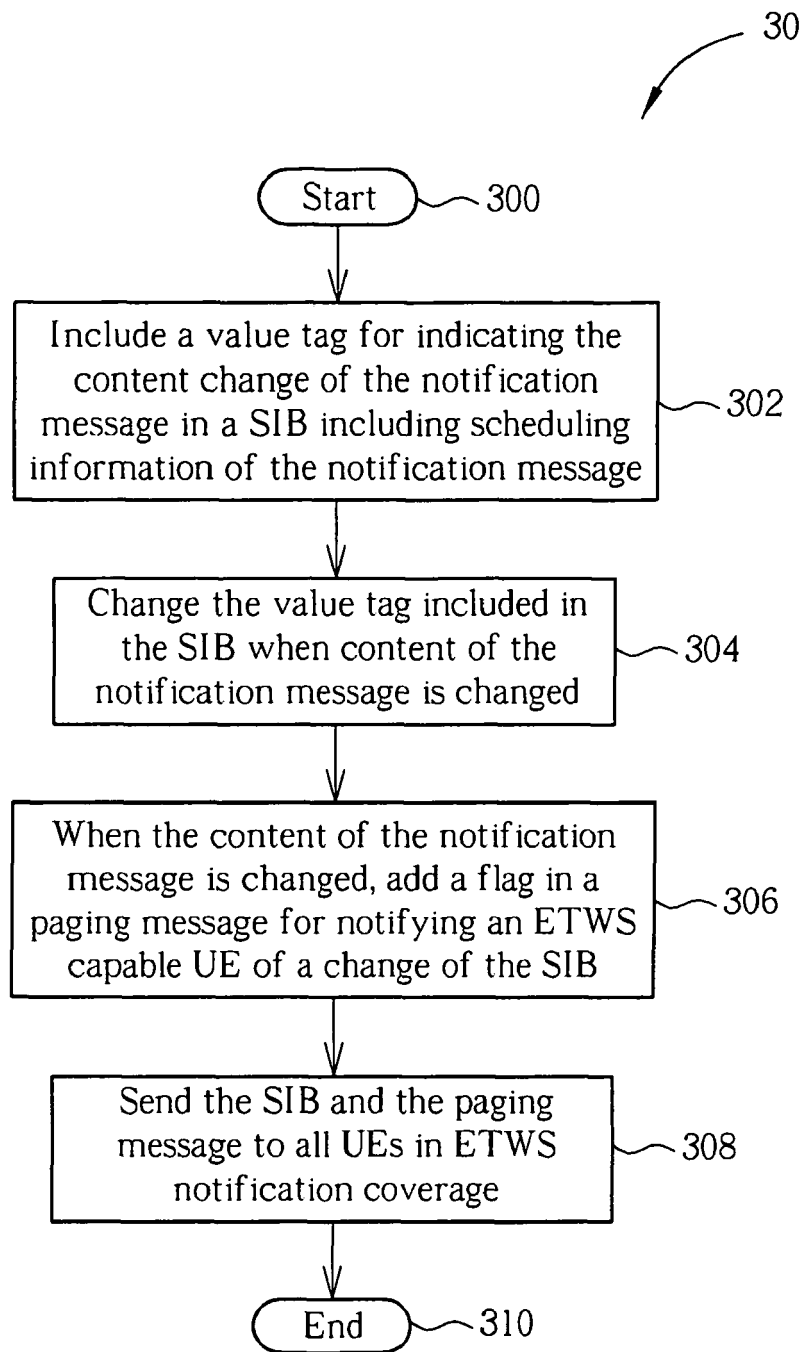 30
Start
300
Include a value tag for indicating the
content change of the notification
message in a SIB including scheduling
information of the notification message
302
Change the value tag included in
the SIB when content of the
notification message is changed
304
When the content of the notification
message is changed, add a flag in a
paging message for notifying an ETWS
capable UE of a change of the SIB
306
Send the SIB and the paging
message to all UEs in ETWS
notification coverage
308
End
310